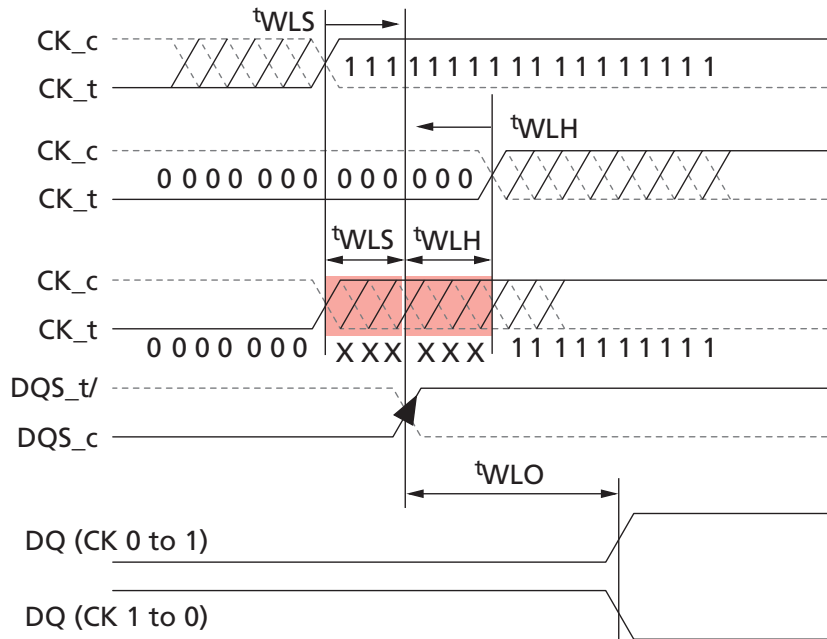 tWLS
CK_c
1 1 1 1 1 1 1 1 1 1 1 1 1 1 1 1 1 1
CK_t
tWLH
CK_c
0 0 0 0 0 0 0 0 0 0 0 0 0
CK_t
tWLS tWLH
CK_c
CK_t
0 0 0 0 0 0 0 X X X X X X 1 1 1 1 1 1 1 1 1 1
DQS_t/
DQS_c
tWLO
DQ (CK 0 to 1)
DQ (CK 1 to 0)